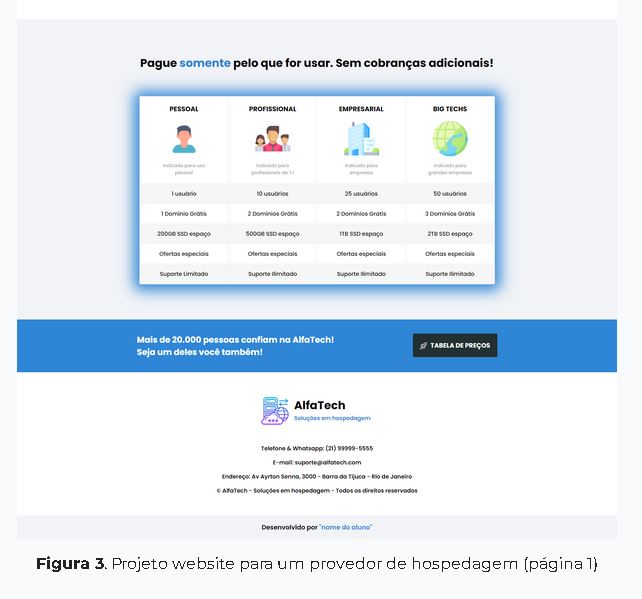 Pague somente pelo que for usar. Sem cobranças adicionais!
PESSOAL PROFISSIONAL EMPRESARIAL BIG TECHS
Indicado para uso pessoal
Indicado para profissionais de T.I
Indicado para empresas
Indicado para grandes empresas
1 usuário 10 usuários 25 usuários 50 usuários
1 Domínio Grátis 2 Domínios Grátis 2 Domínios Gratis 3 Domínios Grátis
200GB SSD espaço 500GB SSD espaço 1TB SSD espaço 2TB SSD espaço
Ofertas especiais Ofertas especiais Ofertas especiais Ofertas especiais
Suporte Limitado Suporte Ilimitado Suporte Ilimitado Suporte Ilimitado
Mais de 20.000 pessoas confiam na AlfaTech!
Seja um deles você também!
TABELA DE PREÇOS
AlfaTech
Soluções em hospedagem
Telefone & Whatsapp: (21) 99999-5555
E-mail: suporte@alfatech.com
Endereço: Av Ayrton Senna, 3000 - Barra da Tijuca - Rio de Janeiro
© AlfaTech - Soluções em hospedagem - Todos os direitos reservados
Desenvolvido por "nome do aluno"
Figura 3. Projeto website para um provedor de hospedagem (página 1)